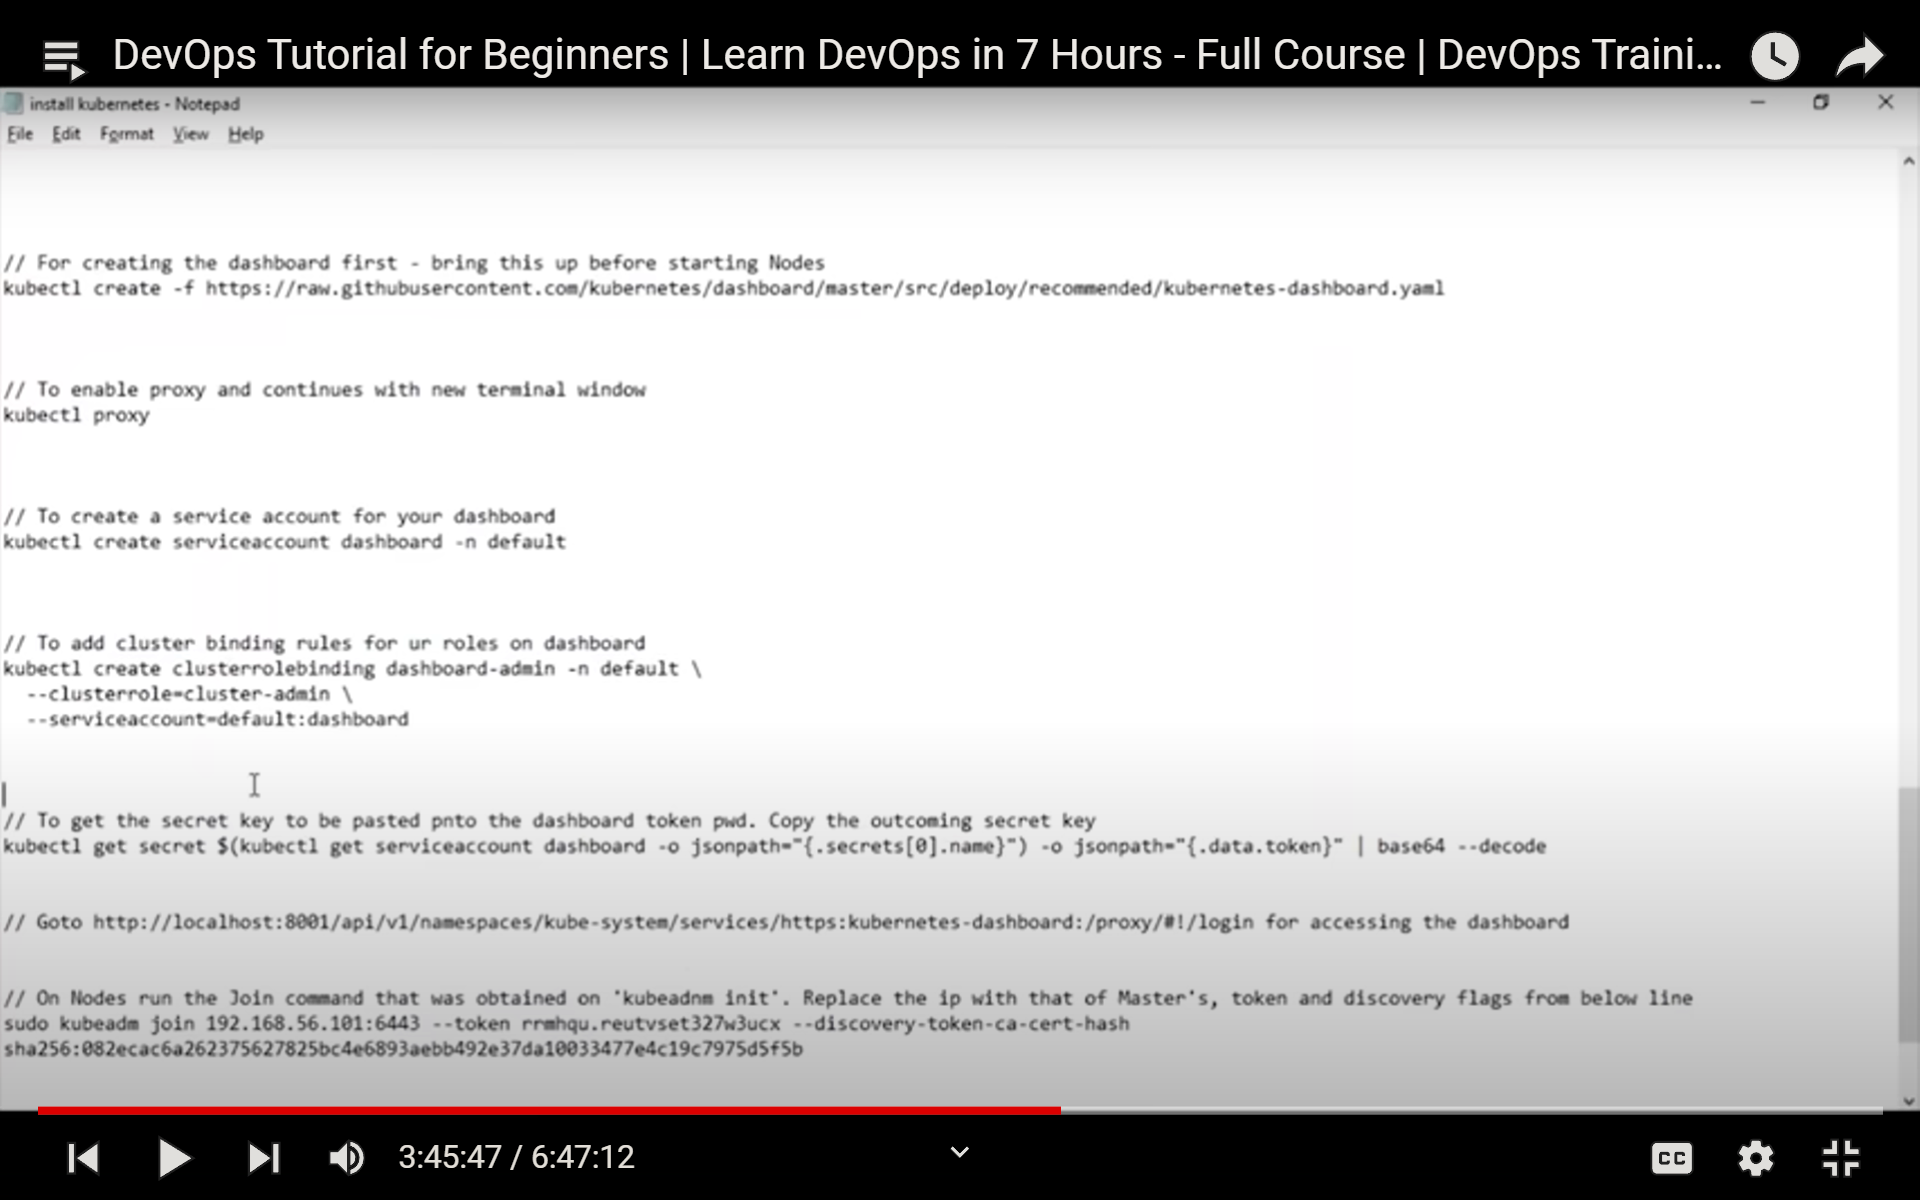 DevOps Tutorial for Beginners | Learn DevOps in 7 Hours - Full Course | DevOps Traini...
install kubernetes - Notepad
File Edit Format View Help
// For creating the dashboard first - bring this up before starting Nodes
kubectl create -f https://raw.githubusercontent.com/kubernetes/dashboard/master/src/deploy/recommended/kubernetes-dashboard.yaml
// To enable proxy and continues with new terminal window
kubectl proxy
// To create a service account for your dashboard
kubectl create serviceaccount dashboard -n default
// To add cluster binding rules for ur roles on dashboard
kubectl create clusterrolebinding dashboard-admin -n default \
--clusterrole=cluster-admin \
--serviceaccount=default:dashboard
// To get the secret key to be pasted pnto the dashboard token pwd. Copy the outcoming secret key
kubectl get secret $(kubectl get serviceaccount dashboard -o jsonpath="{.secrets[0].name}") -o jsonpath="{.data.token}" | base64 --decode
// Goto http://localhost:8001/api/v1/namespaces/kube-system/services/https:kubernetes-dashboard:/proxy/#!/login for accessing the dashboard
// On Nodes run the Join command that was obtained on 'kubeadnm init'. Replace the ip with that of Master's, token and discovery flags from below line
sudo kubeadm join 192.168.56.101:6443 --token rrmhqu.reutvset327w3ucx --discovery-token-ca-cert-hash
sha256:082ecac6a262375627825bc4e6893aebb492e37da10033477e4c19c7975d5f5b
3:45:47 / 6:47:12
CC